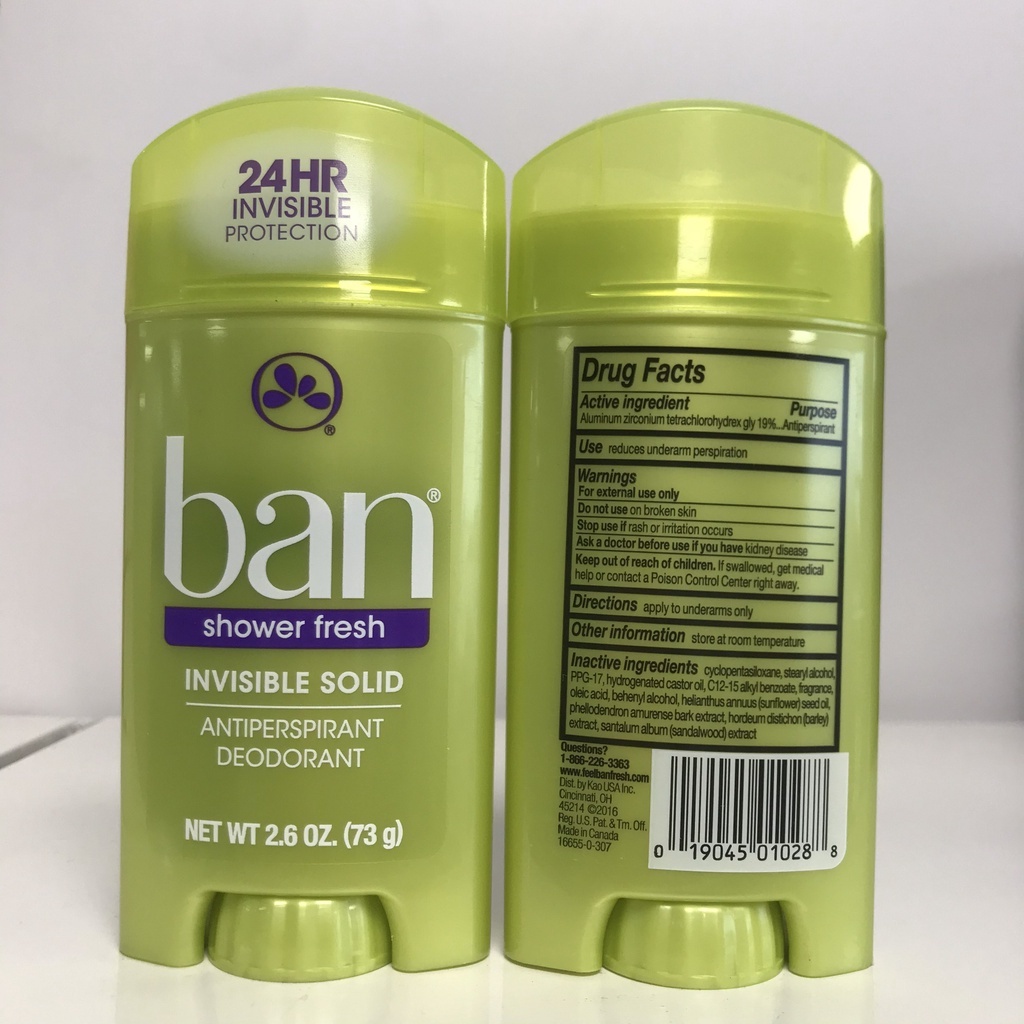 24HR
INVISIBLE
PROTECTION
®
ban®
shower fresh
INVISIBLE SOLID
ANTIPERSPIRANT
DEODORANT
NET WT 2.6 OZ. (73 g)
Drug Facts
Active ingredient Purpose
Aluminum zirconium tetrachlorohydrex gly 19%...Antiperspirant
Use reduces underarm perspiration
Warnings
For external use only
Do not use on broken skin
Stop use if rash or irritation occurs
Ask a doctor before use if you have kidney disease
Keep out of reach of children. If swallowed, get medical
help or contact a Poison Control Center right away.
Directions apply to underarms only
Other information store at room temperature
Inactive ingredients cyclopentasiloxane, stearyl alcohol,
PPG-17, hydrogenated castor oil, C12-15 alkyl benzoate, fragrance,
oleic acid, behenyl alcohol, helianthus annuus (sunflower) seed oil,
phellodendron amurense bark extract, hordeum distichon (barley)
extract, santalum album (sandalwood) extract
Questions?
1-866-226-3363
www.feelbanfresh.com
Dist. by Kao USA Inc.
Cincinnati, OH
45214 ©2016
Reg. U.S. Pat. & Tm. Off.
Made in Canada
16655-0-307
0 19045 01028 8